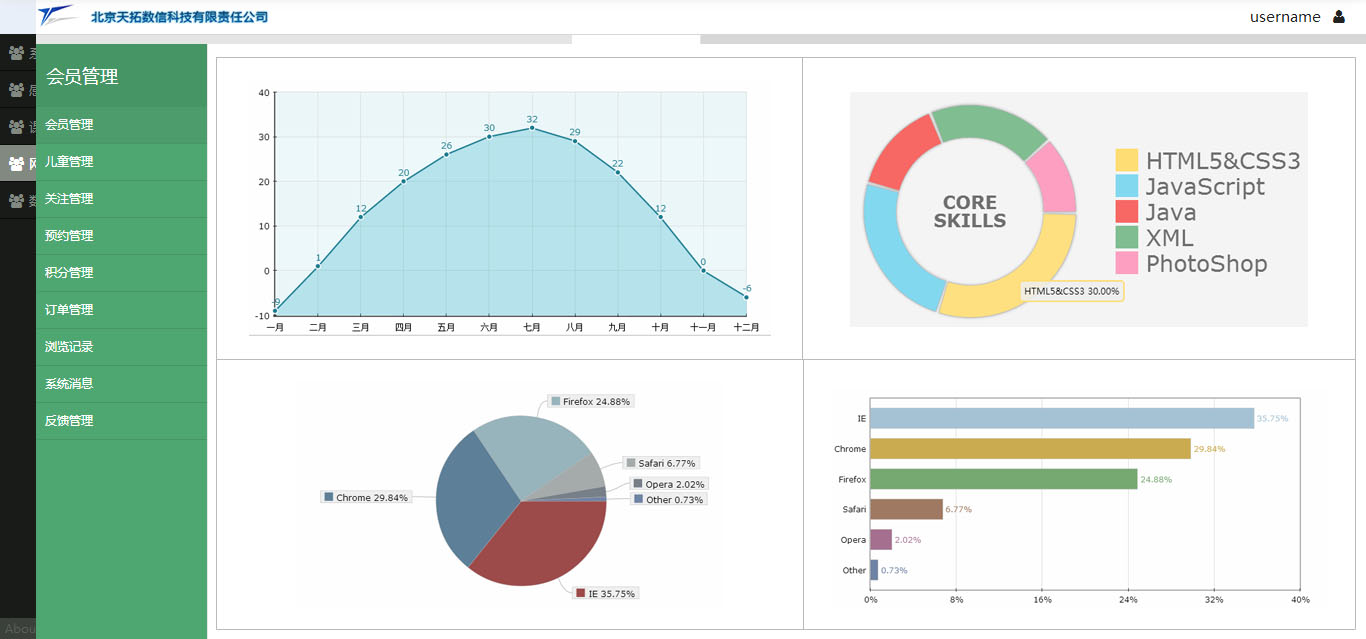 北京天拓数信科技有限责任公司
username
会员管理
会员管理
儿童管理
关注管理
预约管理
积分管理
订单管理
浏览记录
系统消息
反馈管理
Abou
40
30
20
10
0
-10
-9
1
12
20
26
30
32
29
22
12
0
-6
一月
二月
三月
四月
五月
六月
七月
八月
九月
十月
十一月
十二月
CORE
SKILLS
HTML5&CSS3 30.00%
HTML5&CSS3
JavaScript
Java
XML
PhotoShop
Firefox 24.88%
Safari 6.77%
Opera 2.02%
Other 0.73%
Chrome 29.84%
IE 35.75%
IE
35.75%
Chrome
29.84%
Firefox
24.88%
Safari
6.77%
Opera
2.02%
Other
0.73%
0%
8%
16%
24%
32%
40%